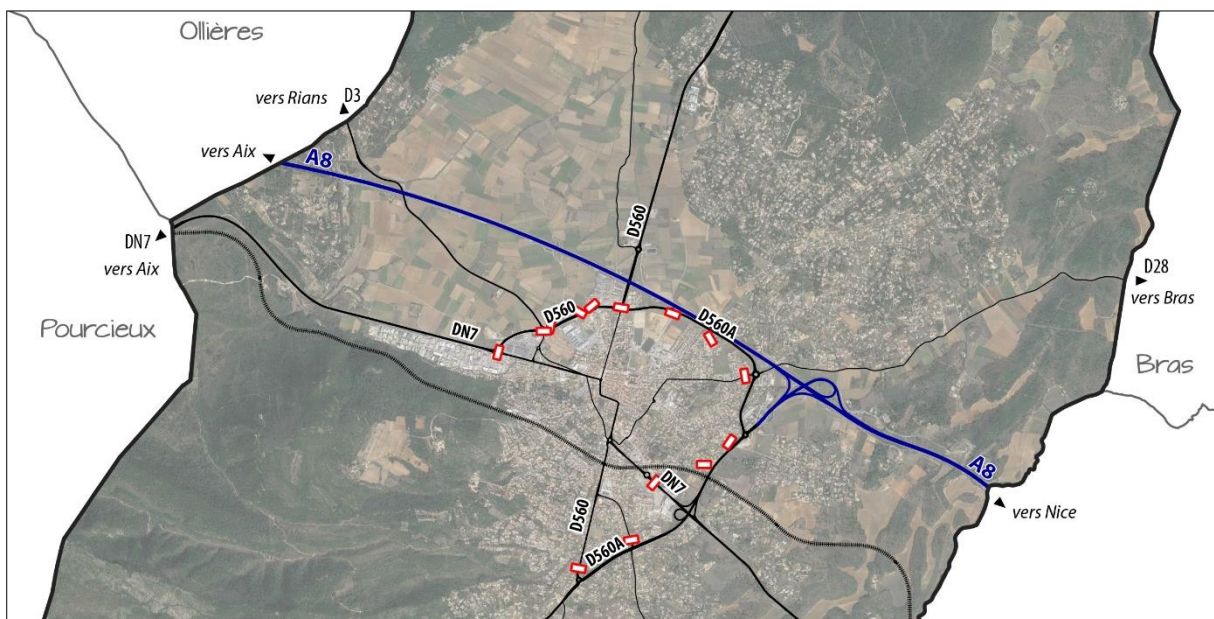 Ollières
D3
vers Rians
vers Aix
A8
DN7
vers Aix
D560
D28
vers Bras
Pourcieux
DN7
D560
D560A
Bras
A8
vers Nice
DN7
D560
D560A